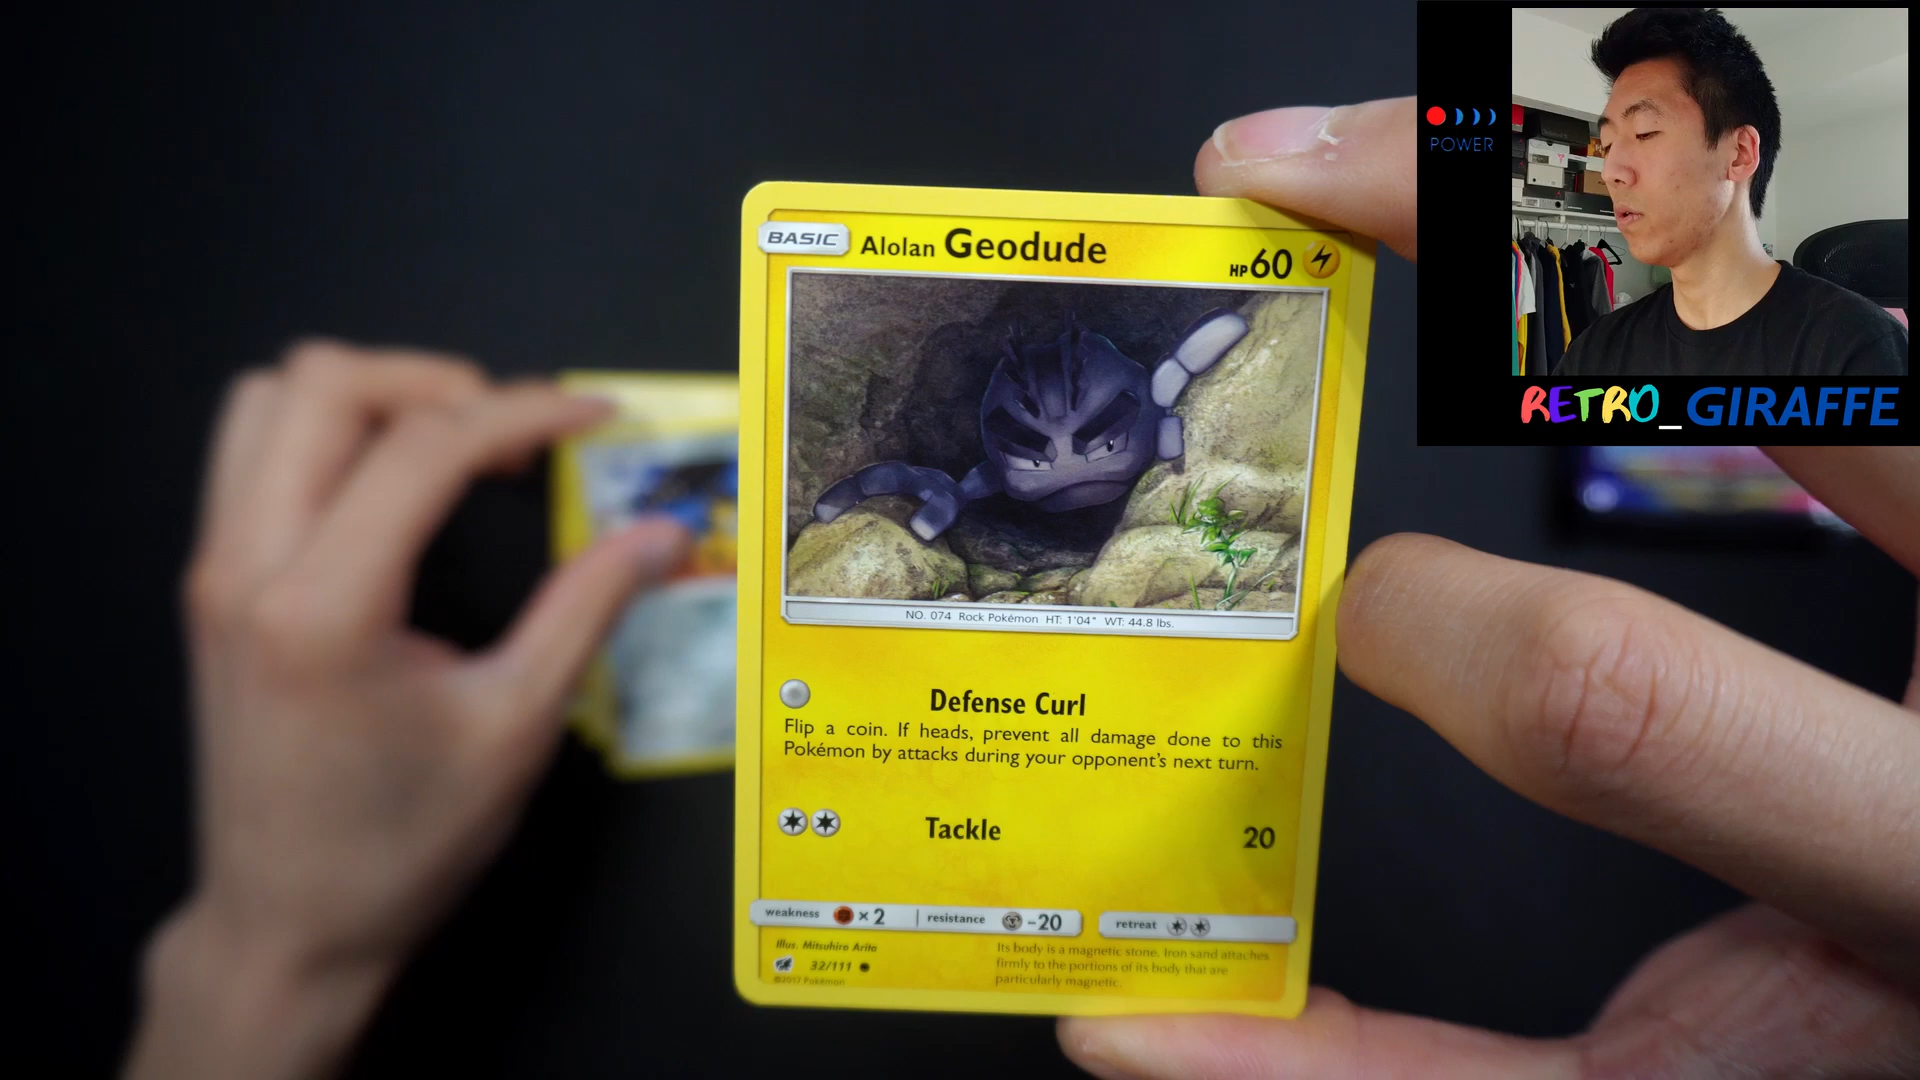 BASIC Alolan Geodude HP60
NO. 074 Rock Pokémon HT: 1'04" WT: 44.8 lbs.
Defense Curl
Flip a coin. If heads, prevent all damage done to this
Pokémon by attacks during your opponent's next turn.
Tackle 20
weakness ×2 resistance -20 retreat
Illus. Mitsuhiro Arita
32/111
©2017 Pokémon
Its body is a magnetic stone. Iron sand attaches
firmly to the portions of its body that are
particularly magnetic.
POWER
RETRO_GIRAFFE